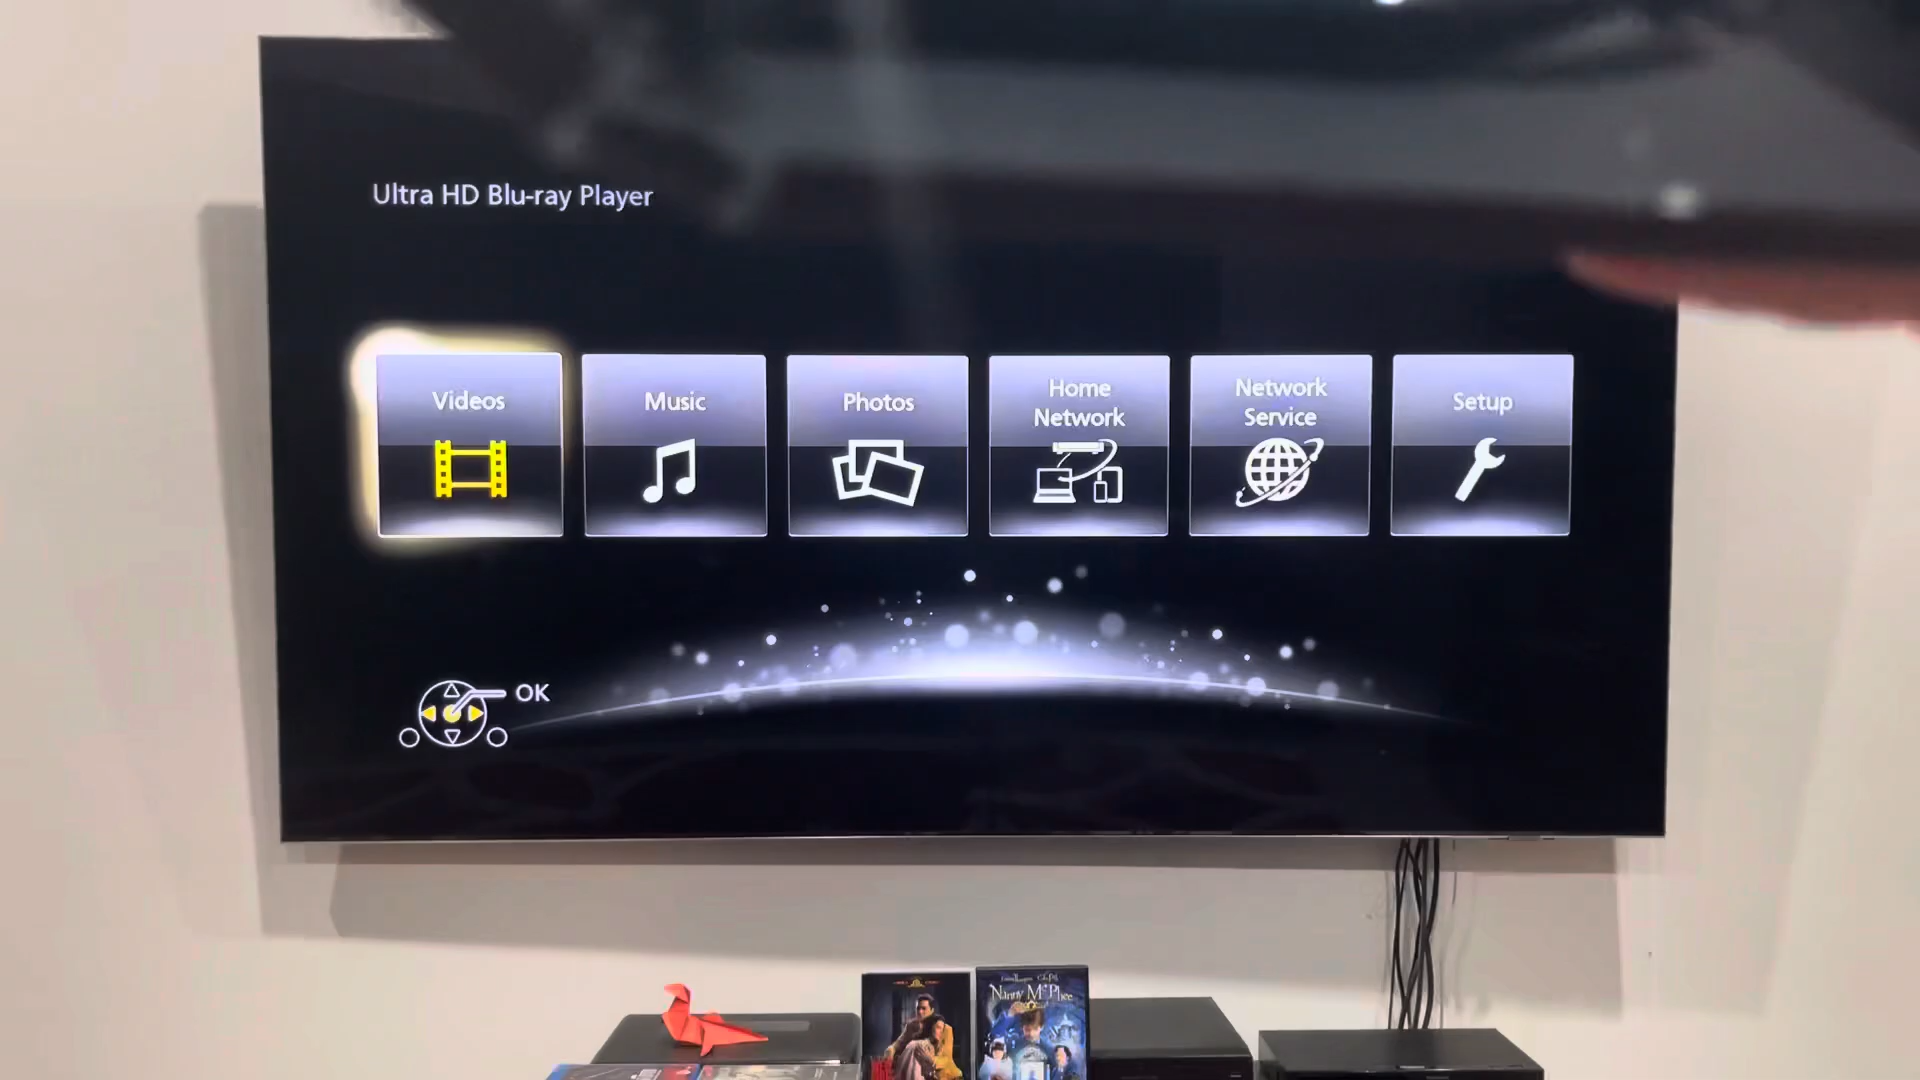 Ultra HD Blu-ray Player
Videos
Music
Photos
Home
Network
Network
Service
Setup
OK
Nanny McPhee